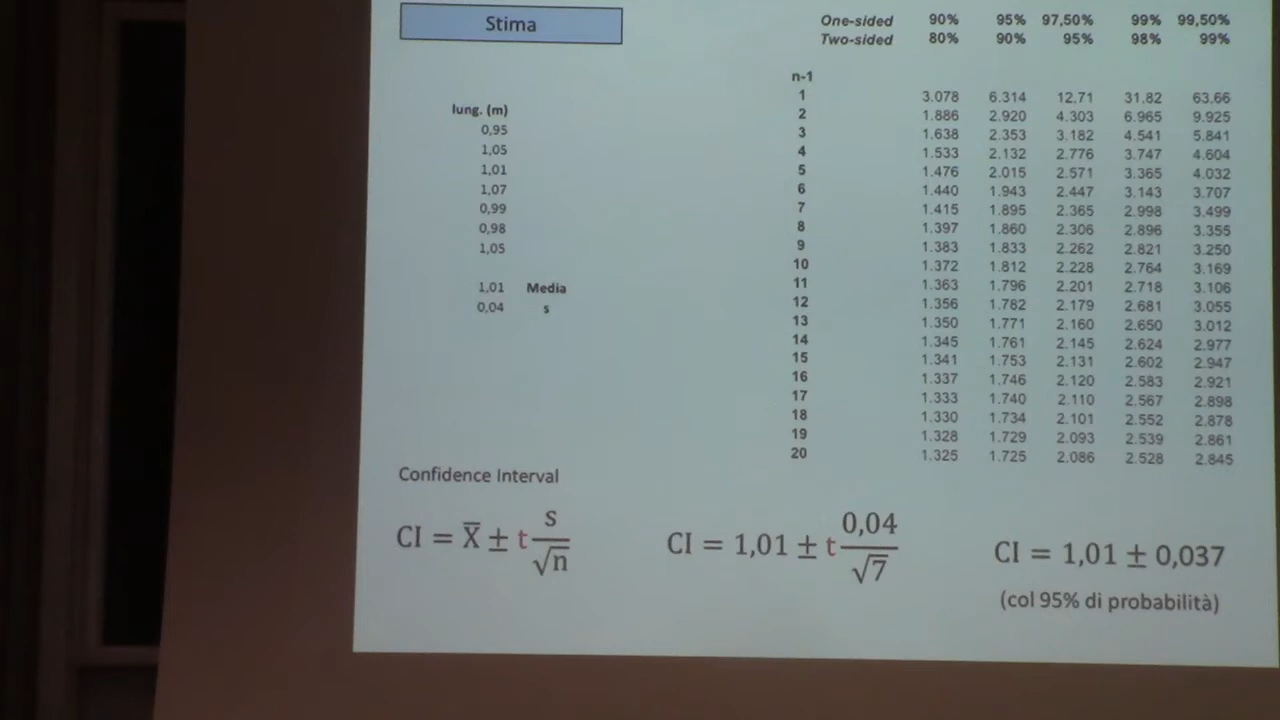 Stima
One-sided 90% 95% 97,50% 99% 99,50%
Two-sided 80% 90% 95% 98% 99%
n-1
1 3.078 6.314 12.71 31.82 63.66
2 1.886 2.920 4.303 6.965 9.925
3 1.638 2.353 3.182 4.541 5.841
4 1.533 2.132 2.776 3.747 4.604
5 1.476 2.015 2.571 3.365 4.032
6 1.440 1.943 2.447 3.143 3.707
7 1.415 1.895 2.365 2.998 3.499
8 1.397 1.860 2.306 2.896 3.355
9 1.383 1.833 2.262 2.821 3.250
10 1.372 1.812 2.228 2.764 3.169
11 1.363 1.796 2.201 2.718 3.106
12 1.356 1.782 2.179 2.681 3.055
13 1.350 1.771 2.160 2.650 3.012
14 1.345 1.761 2.145 2.624 2.977
15 1.341 1.753 2.131 2.602 2.947
16 1.337 1.746 2.120 2.583 2.921
17 1.333 1.740 2.110 2.567 2.898
18 1.330 1.734 2.101 2.552 2.878
19 1.328 1.729 2.093 2.539 2.861
20 1.325 1.725 2.086 2.528 2.845
lung. (m)
0,95
1,05
1,01
1,07
0,99
0,98
1,05
1,01 Media
0,04 s
Confidence Interval
CI = X̅ ± t s/√n
CI = 1,01 ± t 0,04/√7
CI = 1,01 ± 0,037
(col 95% di probabilità)